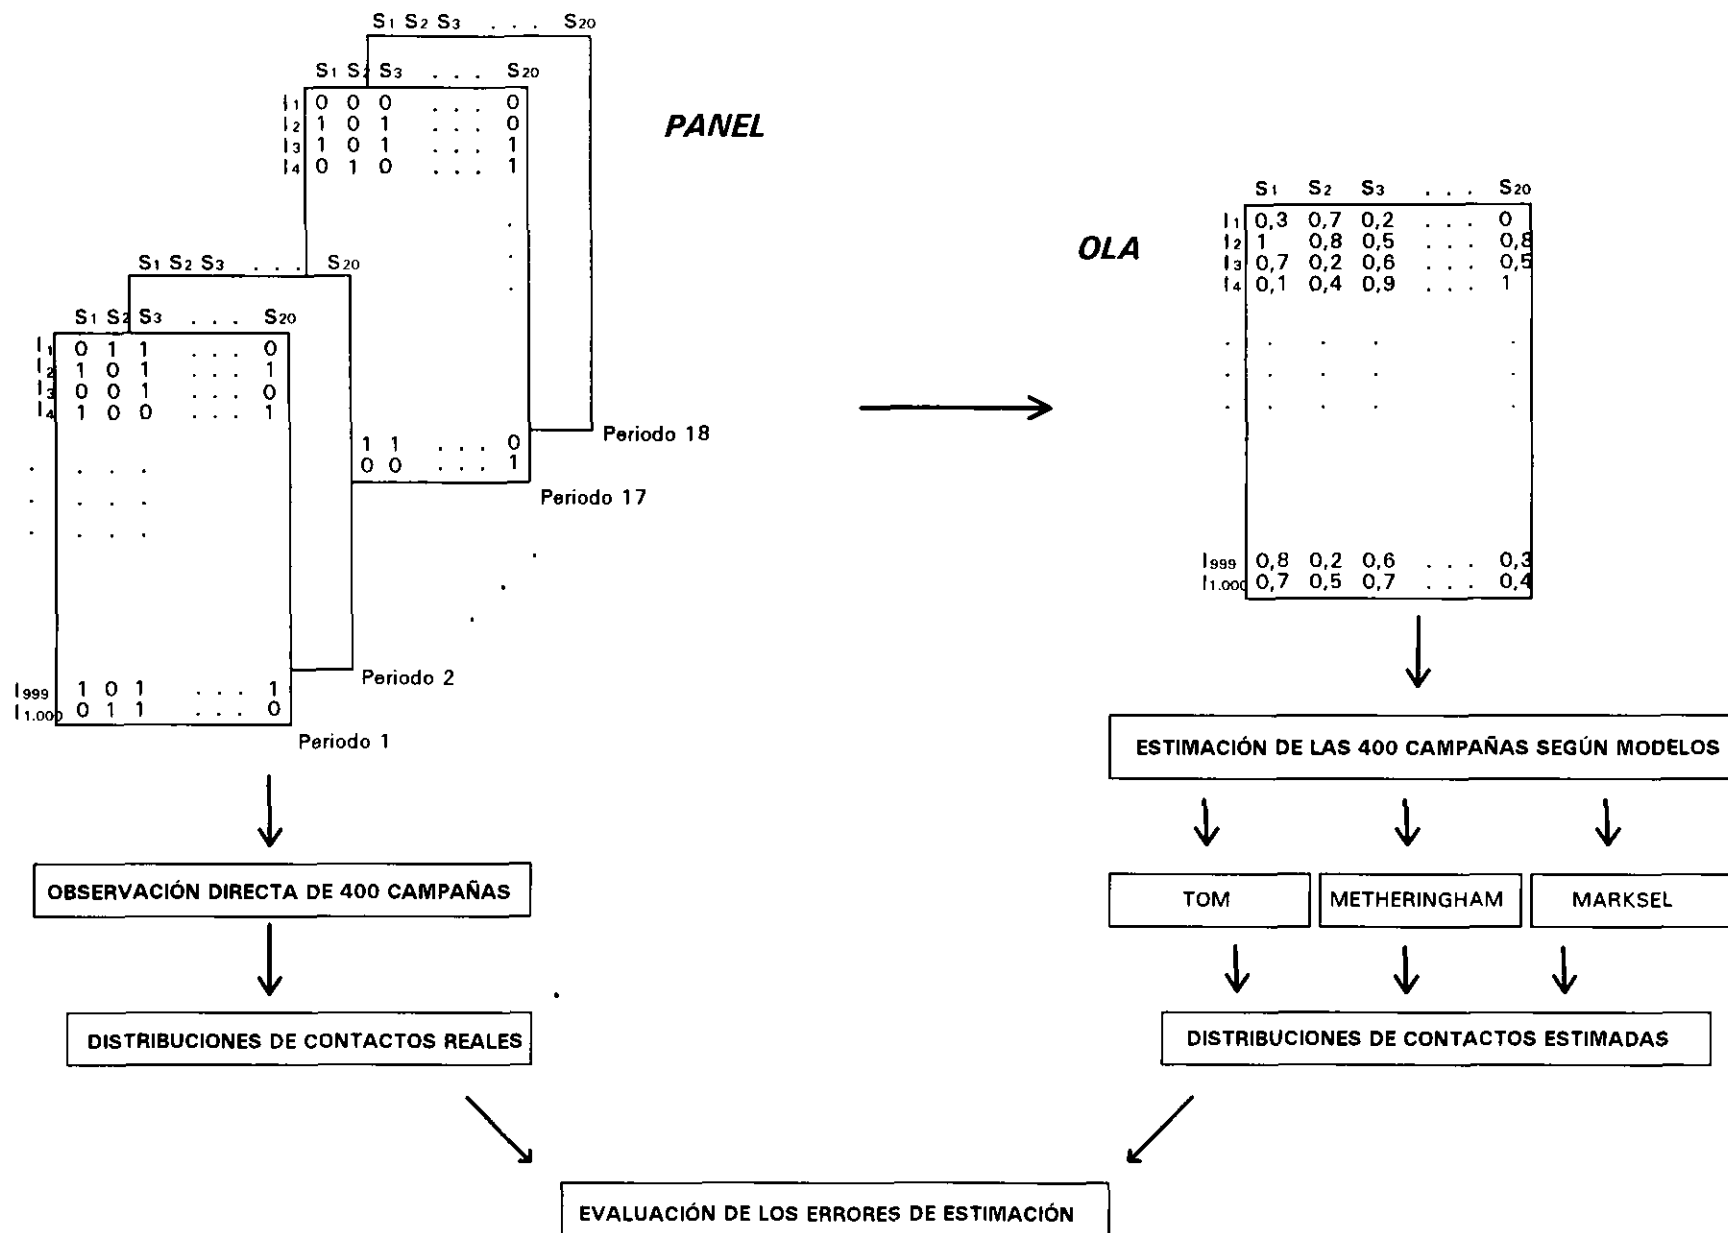 S1 S2 S3 . . . S20
S1 S2 S3 . . . S20
I1 0 0 0 . . . 0
I2 1 0 1 . . . 0
I3 1 0 1 . . . 1
I4 0 1 0 . . . 1
PANEL
1 1 . . . 0
0 0 . . . 1
Periodo 18
Periodo 17
S1 S2 S3 . . . S20
S1 S2 S3 . . . S20
I1 0 1 1 . . . 0
I2 1 0 1 . . . 1
I3 0 0 1 . . . 0
I4 1 0 0 . . . 1
I999 1 0 1 . . . 1
I1.000 0 1 1 . . . 0
Periodo 2
Periodo 1
OLA
S1 S2 S3 . . . S20
I1 0,3 0,7 0,2 . . . 0
I2 1 0,8 0,5 . . . 0,8
I3 0,7 0,2 0,6 . . . 0,5
I4 0,1 0,4 0,9 . . . 1
I999 0,8 0,2 0,6 . . . 0,3
I1.000 0,7 0,5 0,7 . . . 0,4
OBSERVACIÓN DIRECTA DE 400 CAMPAÑAS
DISTRIBUCIONES DE CONTACTOS REALES
ESTIMACIÓN DE LAS 400 CAMPAÑAS SEGÚN MODELOS
TOM
METHERINGHAM
MARKSEL
DISTRIBUCIONES DE CONTACTOS ESTIMADAS
EVALUACIÓN DE LOS ERRORES DE ESTIMACIÓN